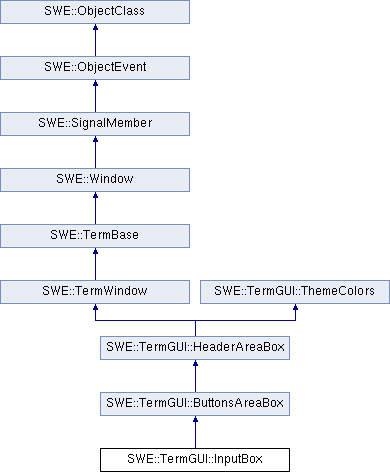 SWE::ObjectClass
SWE::ObjectEvent
SWE::SignalMember
SWE::Window
SWE::TermBase
SWE::TermWindow
SWE::TermGUI::ThemeColors
SWE::TermGUI::HeaderAreaBox
SWE::TermGUI::ButtonsAreaBox
SWE::TermGUI::InputBox